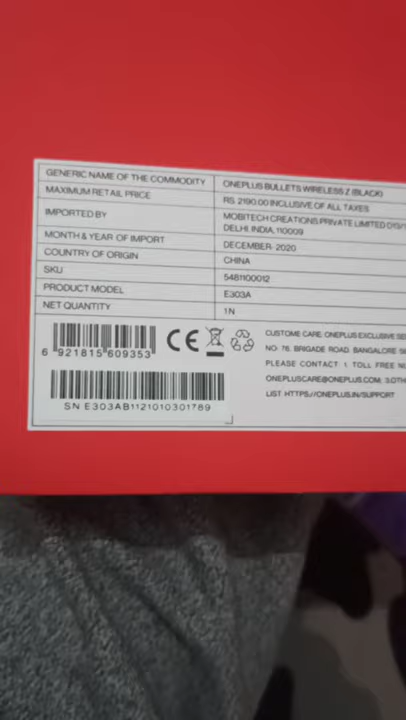 GENERIC NAME OF THE COMMODITY ONEPLUS BULLETS WIRELESS Z (BLACK)
MAXIMUM RETAIL PRICE RS. 2190.00 INCLUSIVE OF ALL TAXES
IMPORTED BY MOBITECH CREATIONS PRIVATE LIMITED
DELHI, INDIA, 110009
MONTH & YEAR OF IMPORT DECEMBER- 2020
COUNTRY OF ORIGIN CHINA
SKU 5481100012
PRODUCT MODEL E303A
NET QUANTITY 1N
6 921815 609353
CE
SN E303AB1121010301789
CUSTOME CARE: ONEPLUS EXCLUSIVE
NO- 76, BRIGADE ROAD, BANGALORE
PLEASE CONTACT: 1. TOLL FREE
ONEPLUSCARE@ONEPLUS.COM,
LIST HTTPS://ONEPLUS.IN/SUPPORT